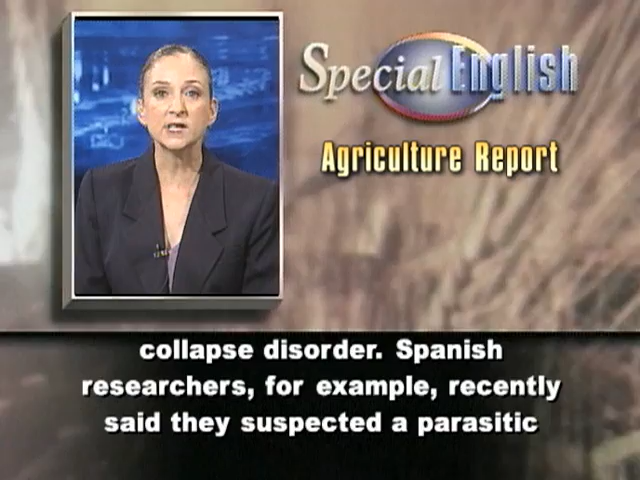 Special English
Agriculture Report
collapse disorder. Spanish
researchers, for example, recently
said they suspected a parasitic